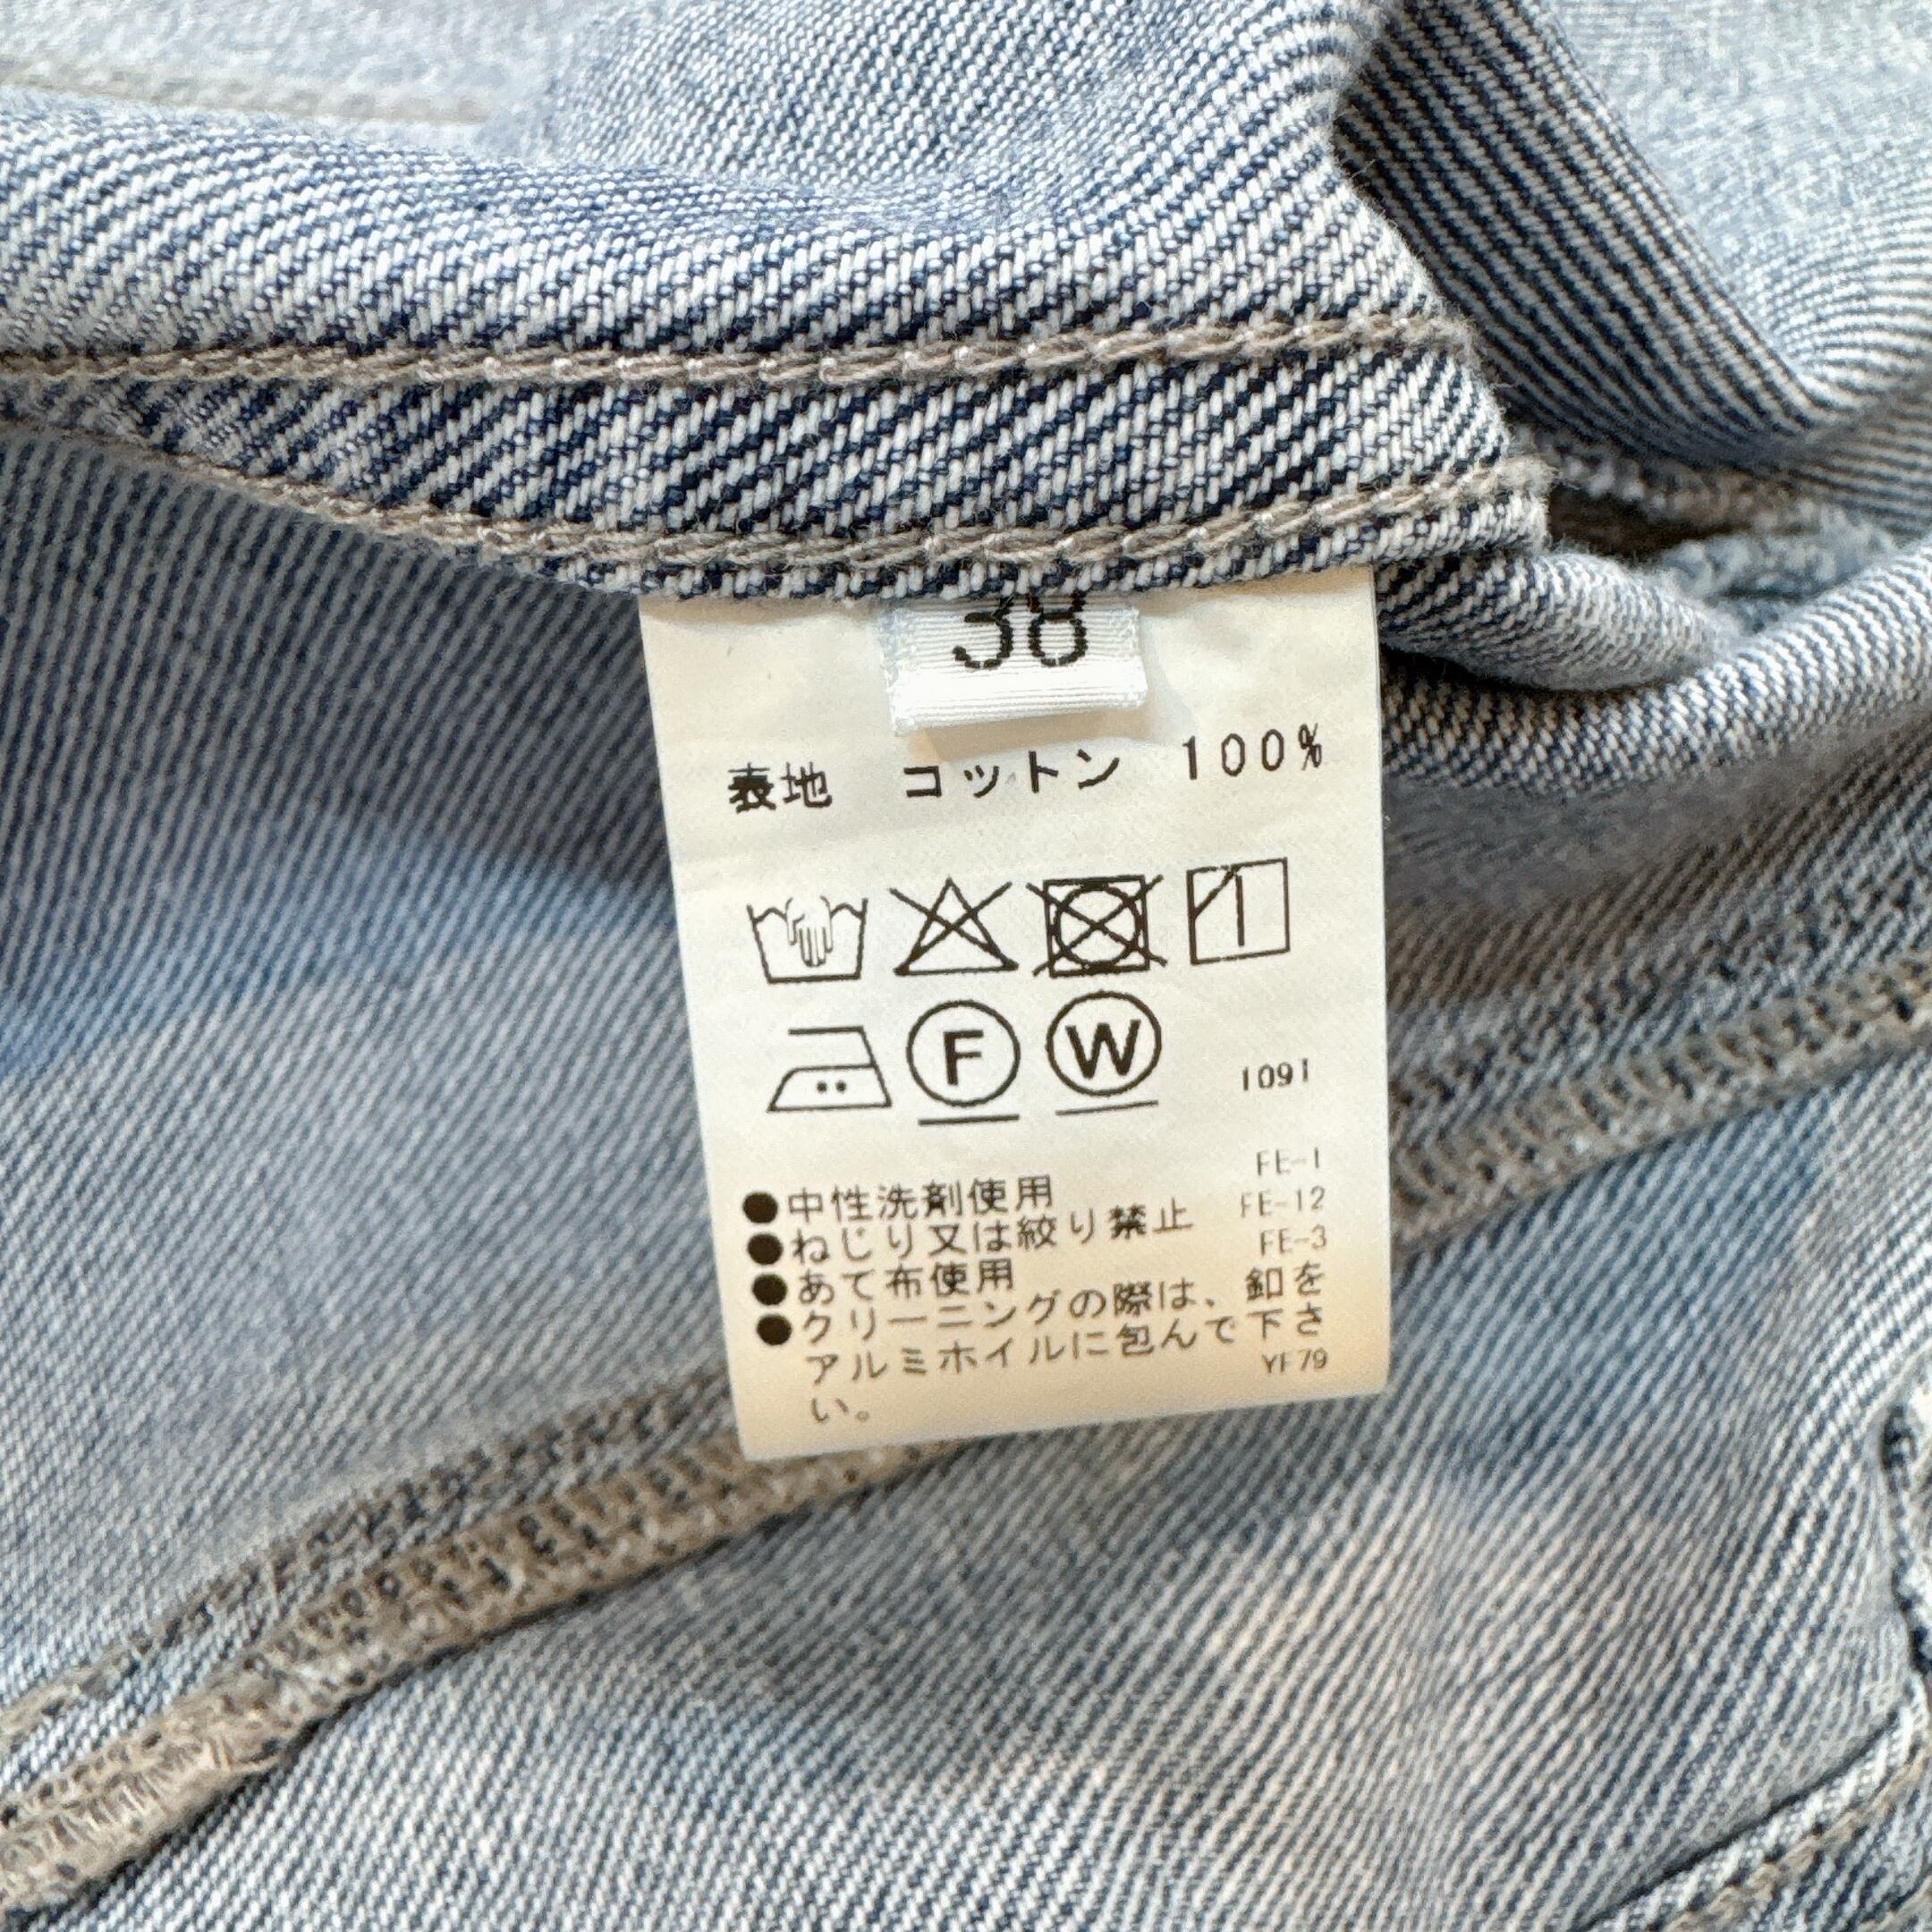 38
表地 コットン 100%
F W
1091
FE-1
●中性洗剤使用 FE-12
●ねじり又は絞り禁止 FE-3
●あて布使用
●クリーニングの際は、釦を
アルミホイルに包んで下さ
い。 YF79